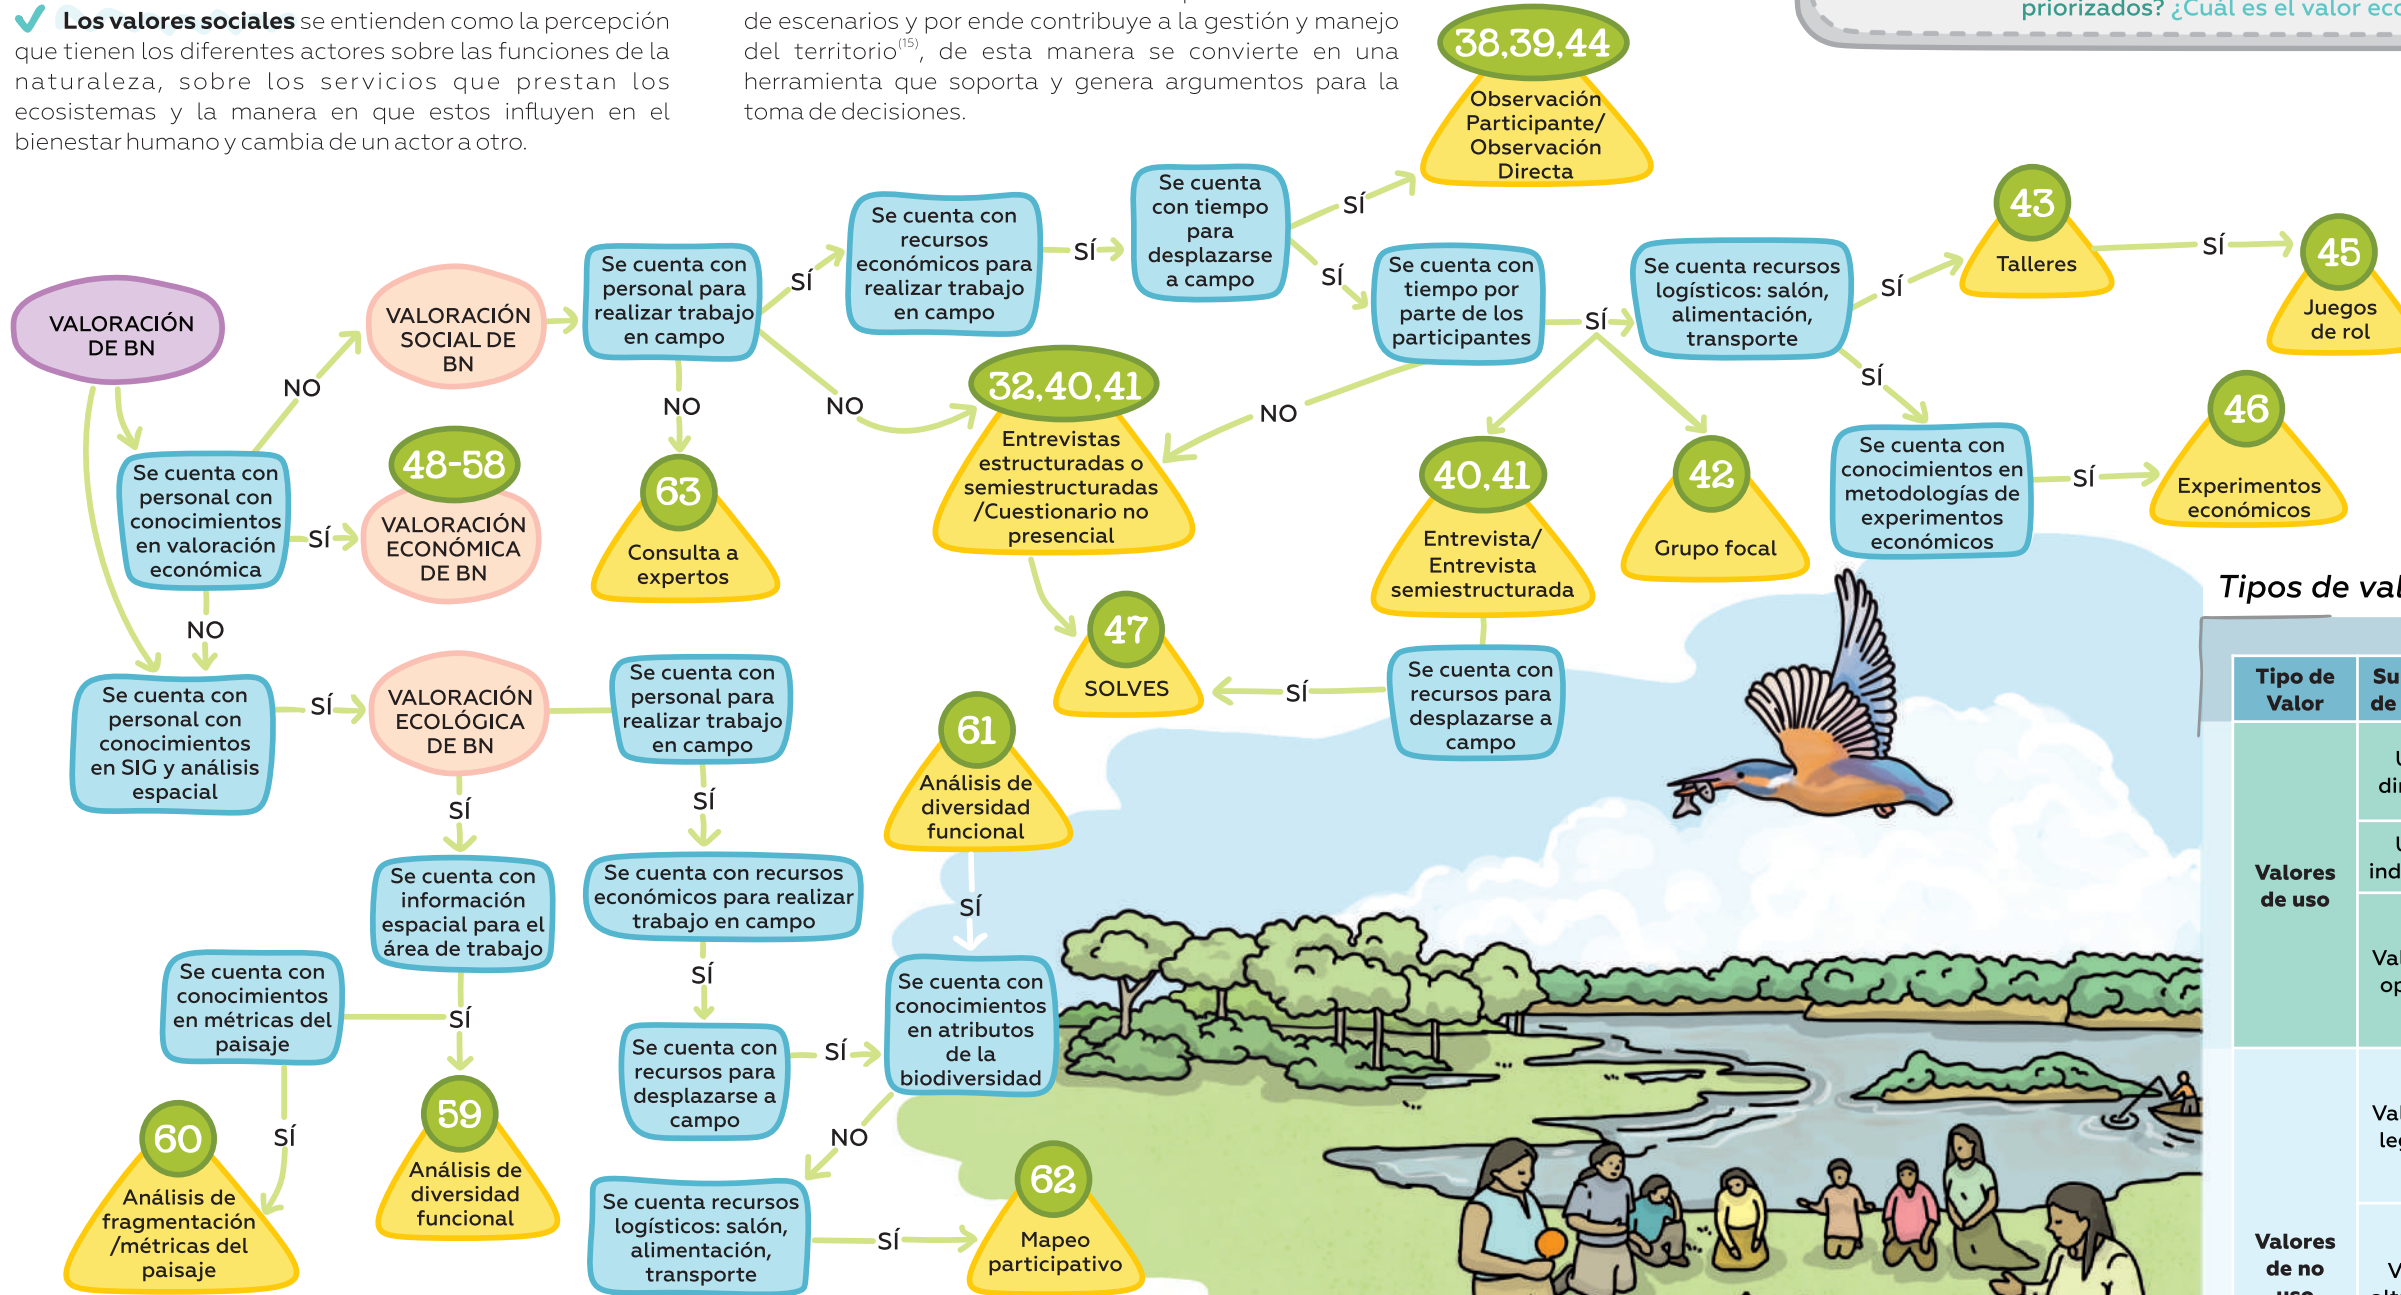 Los valores sociales se entienden como la percepción
que tienen los diferentes actores sobre las funciones de la
naturaleza, sobre los servicios que prestan los
ecosistemas y la manera en que estos influyen en el
bienestar humano y cambia de un actor a otro.
de escenarios y por ende contribuye a la gestión y manejo
del territorio(15), de esta manera se convierte en una
herramienta que soporta y genera argumentos para la
toma de decisiones.
priorizados? ¿Cuál es el valor
38,39,44
Observación
Participante/
Observación
Directa
VALORACIÓN
DE BN
NO
VALORACIÓN
SOCIAL DE
BN
Se cuenta con
personal para
realizar trabajo
en campo
SÍ
Se cuenta con
recursos
económicos para
realizar trabajo
en campo
SÍ
Se cuenta
con tiempo
para
desplazarse
a campo
SÍ
SÍ
Se cuenta con
tiempo por
parte de los
participantes
SÍ
Se cuenta recursos
logísticos: salón,
alimentación,
transporte
SÍ
43
Talleres
SÍ
45
Juegos
de rol
SÍ
Se cuenta con
conocimientos en
metodologías de
experimentos
económicos
SÍ
46
Experimentos
económicos
Se cuenta con
personal con
conocimientos
en valoración
económica
SÍ
48-58
VALORACIÓN
ECONÓMICA
DE BN
NO
63
Consulta a
expertos
NO
32,40,41
Entrevistas
estructuradas o
semiestructuradas
/Cuestionario no
presencial
NO
40,41
Entrevista/
Entrevista
semiestructurada
42
Grupo focal
47
SOLVES
SÍ
Se cuenta con
recursos para
desplazarse a
campo
NO
Se cuenta con
personal con
conocimientos
en SIG y análisis
espacial
SÍ
VALORACIÓN
ECOLÓGICA
DE BN
Se cuenta con
personal para
realizar trabajo
en campo
SÍ
Se cuenta con
información
espacial para el
área de trabajo
SÍ
Se cuenta con
conocimientos
en métricas del
paisaje
SÍ
60
Análisis de
fragmentación
/métricas del
paisaje
59
Análisis de
diversidad
funcional
SÍ
Se cuenta con recursos
económicos para realizar
trabajo en campo
SÍ
Se cuenta con
recursos para
desplazarse a
campo
SÍ
61
Análisis de
diversidad
funcional
SÍ
Se cuenta con
conocimientos
en atributos
de la
biodiversidad
NO
Se cuenta recursos
logísticos: salón,
alimentación,
transporte
SÍ
62
Mapeo
participativo
Tipos de
Tipo de
Valor
de
Valores
de uso
Valores
de no
uso